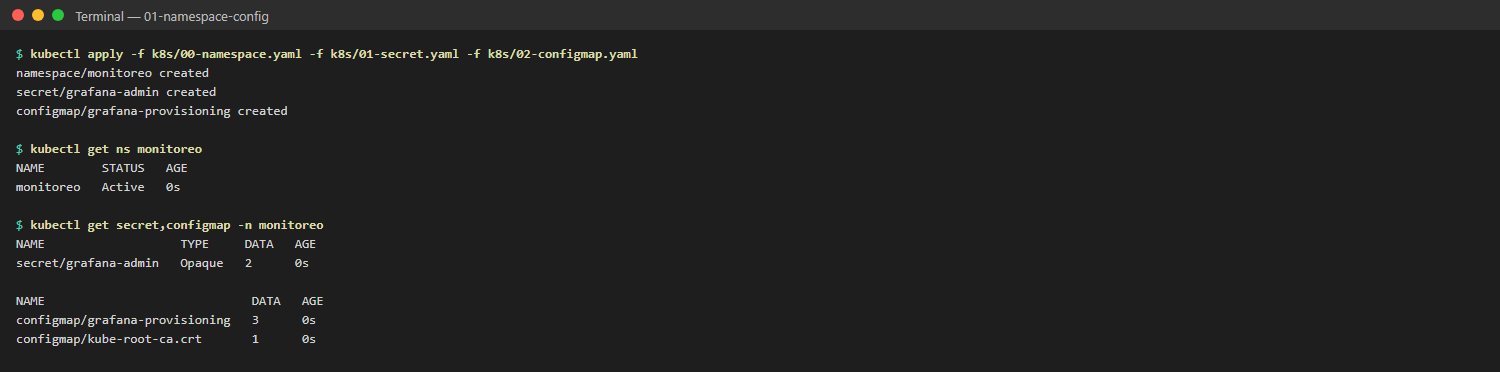 Terminal — 01-namespace-config
$ kubectl apply -f k8s/00-namespace.yaml -f k8s/01-secret.yaml -f k8s/02-configmap.yaml
namespace/monitoreo created
secret/grafana-admin created
configmap/grafana-provisioning created
$ kubectl get ns monitoreo
NAME        STATUS   AGE
monitoreo   Active   0s
$ kubectl get secret,configmap -n monitoreo
NAME                   TYPE     DATA   AGE
secret/grafana-admin   Opaque   2      0s
NAME                             DATA   AGE
configmap/grafana-provisioning   3      0s
configmap/kube-root-ca.crt       1      0s